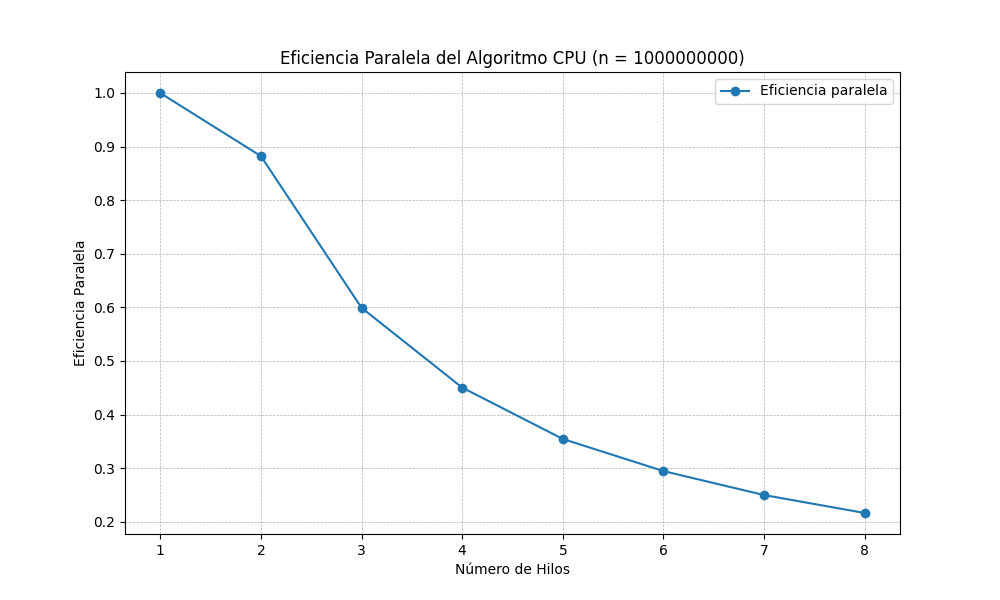 Eficiencia Paralela del Algoritmo CPU (n = 1000000000)
Eficiencia paralela
Eficiencia Paralela
1.0
0.9
0.8
0.7
0.6
0.5
0.4
0.3
0.2
1 2 3 4 5 6 7 8
Número de Hilos